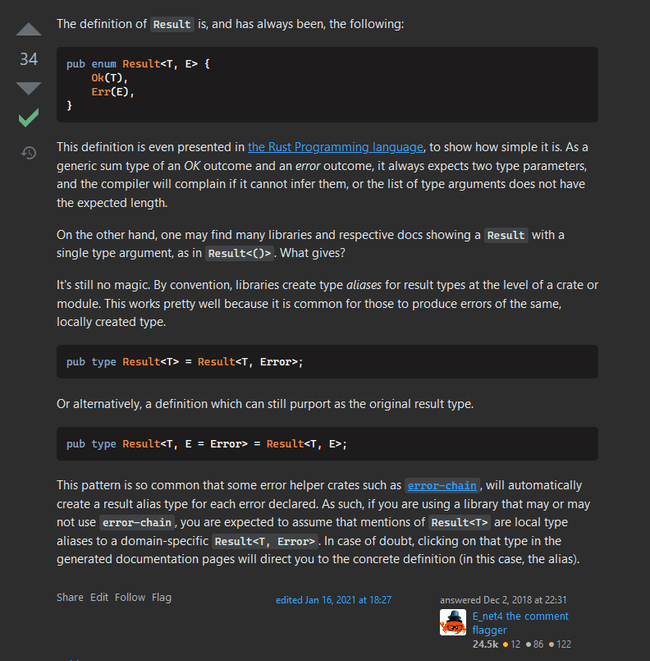 The definition of Result is, and has always been, the following:
34
pub enum Result<T, E> {
Ok(T),
Err(E),
}
This definition is even presented in the Rust Programming language, to show how simple it is. As a
generic sum type of an OK outcome and an error outcome, it always expects two type parameters,
and the compiler will complain if it cannot infer them, or the list of type arguments does not have
the expected length.
On the other hand, one may find many libraries and respective docs showing a Result with a
single type argument, as in Result<()>. What gives?
It's still no magic. By convention, libraries create type aliases for result types at the level of a crate or
module. This works pretty well because it is common for those to produce errors of the same,
locally created type.
pub type Result<T> = Result<T, Error>;
Or alternatively, a definition which can still purport as the original result type.
pub type Result<T, E = Error> = Result<T, E>;
This pattern is so common that some error helper crates such as error-chain, will automatically
create a result alias type for each error declared. As such, if you are using a library that may or may
not use error-chain, you are expected to assume that mentions of Result<T> are local type
aliases to a domain-specific Result<T, Error>. In case of doubt, clicking on that type in the
generated documentation pages will direct you to the concrete definition (in this case, the alias).
Share Edit Follow Flag
edited Jan 16, 2021 at 18:27
answered Dec 2, 2018 at 22:31
E_net4 the comment
flagger
24.5k 12 86 122